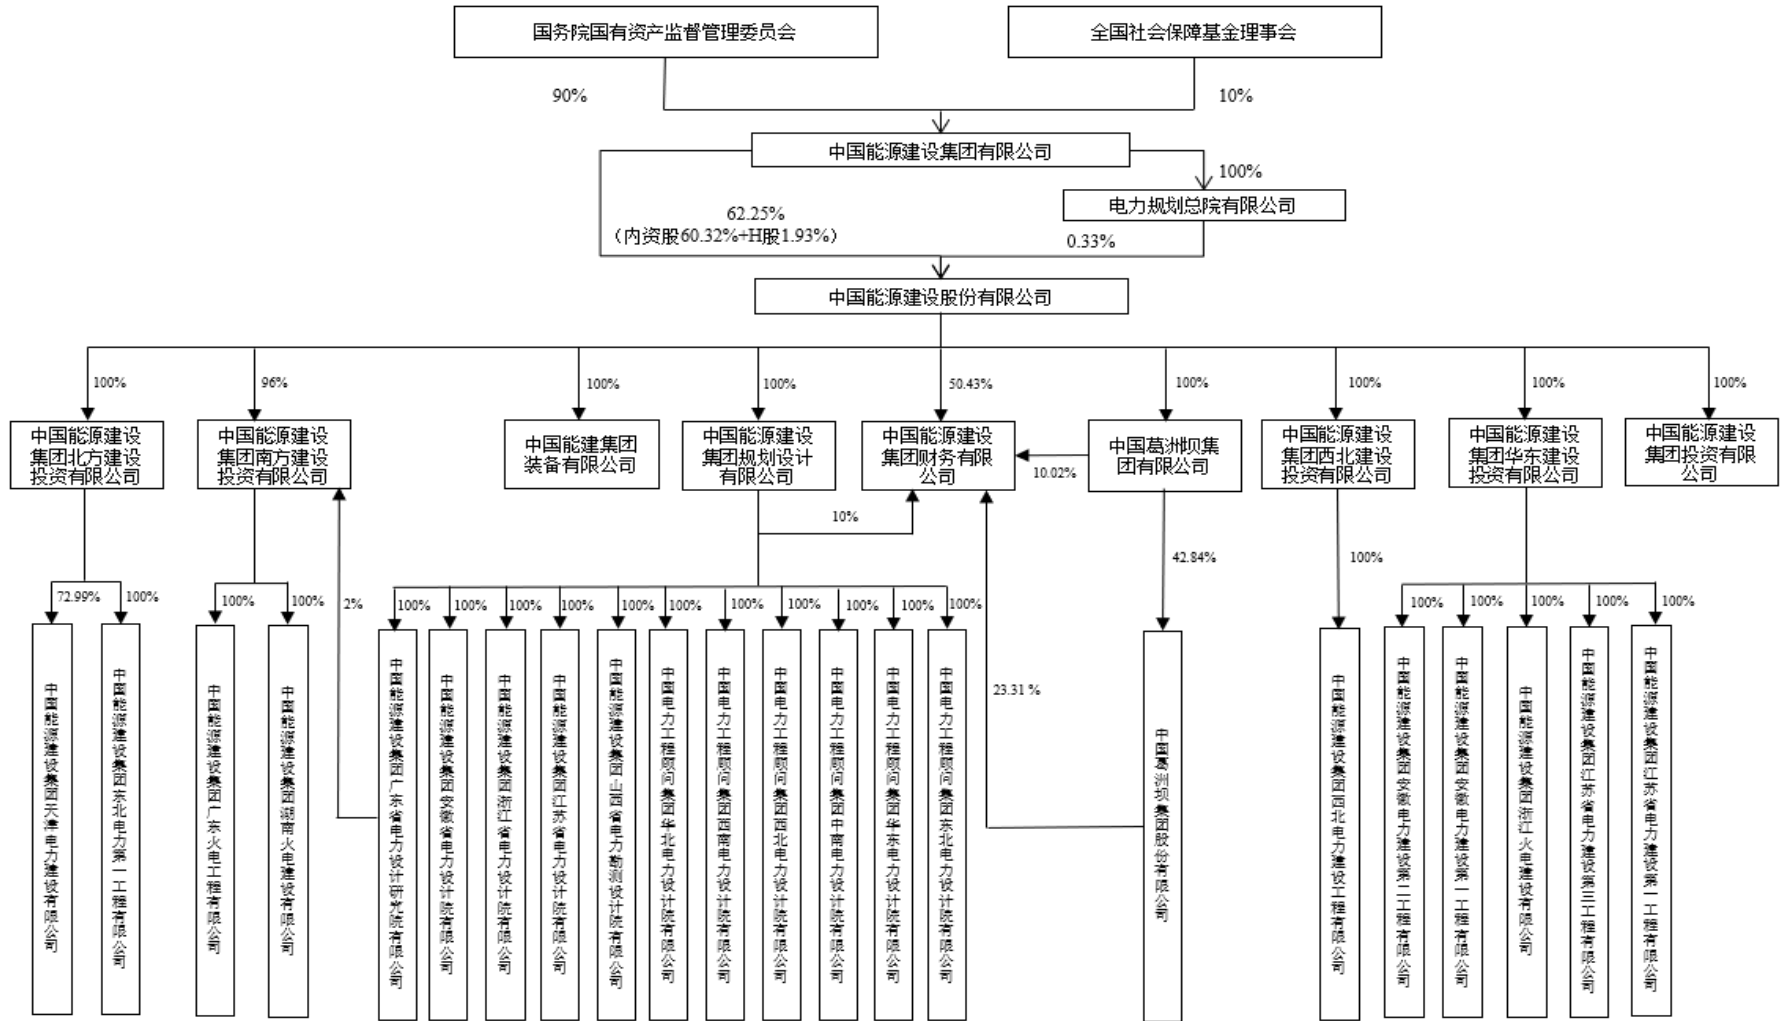 国务院国有资产监督管理委员会
全国社会保障基金理事会
90%
10%
中国能源建设集团有限公司
100%
电力规划总院有限公司
62.25%
（内资股60.32%+H股1.93%）
0.33%
中国能源建设股份有限公司
100%
96%
100%
100%
50.43%
100%
100%
100%
100%
中国能源建设
集团北方建设
投资有限公司
中国能源建设
集团南方建设
投资有限公司
中国能建集团
装备有限公司
中国能源建设
集团规划设计
有限公司
中国能源建设
集团财务有限
公司
中国葛洲坝集
团有限公司
中国能源建设
集团西北建设
投资有限公司
中国能源建设
集团华东建设
投资有限公司
中国能源建设
集团投资有限
公司
10.02%
10%
42.84%
100%
72.99%
100%
100%
100%
2%
100%
100%
100%
100%
100%
100%
100%
100%
100%
100%
100%
23.31 %
100%
100%
100%
100%
100%
中国能源建设集团天津电力建设有限公司
中国能源建设集团东北电力第一工程有限公司
中国能源建设集团广东火电工程有限公司
中国能源建设集团湖南火电建设有限公司
中国能源建设集团广东省电力设计研究院有限公司
中国能源建设集团安徽省电力设计院有限公司
中国能源建设集团浙江省电力设计院有限公司
中国能源建设集团江苏省电力设计院有限公司
中国能源建设集团山西省电力勘测设计院有限公司
中国电力工程顾问集团华北电力设计院有限公司
中国电力工程顾问集团西南电力设计院有限公司
中国电力工程顾问集团西北电力设计院有限公司
中国电力工程顾问集团中南电力设计院有限公司
中国电力工程顾问集团华东电力设计院有限公司
中国电力工程顾问集团东北电力设计院有限公司
中国葛洲坝集团股份有限公司
中国能源建设集团西北电力建设工程有限公司
中国能源建设集团安徽电力建设第二工程有限公司
中国能源建设集团安徽电力建设第一工程有限公司
中国能源建设集团浙江火电建设有限公司
中国能源建设集团江苏省电力建设第三工程有限公司
中国能源建设集团江苏省电力建设第一工程有限公司